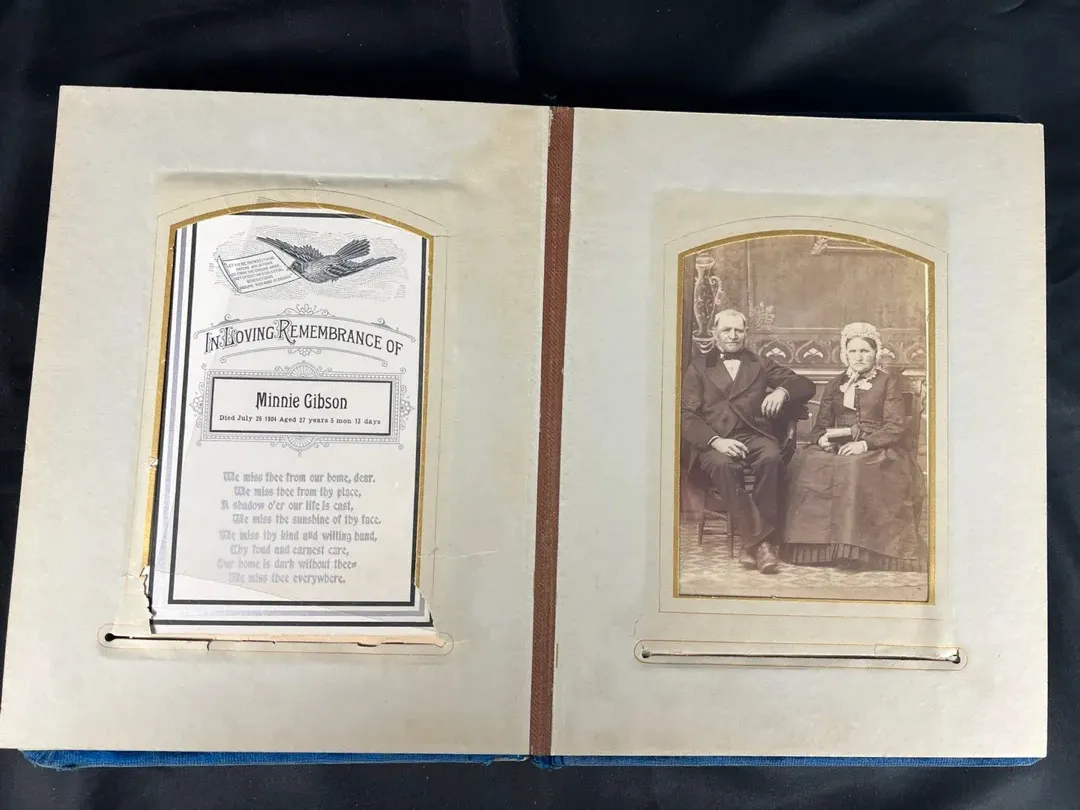 In Loving Remembrance of
Minnie Gibson
Died July 26 1904 Aged 27 years 5 mon 12 days
We miss thee from our home, dear.
We miss thee from thy place,
A shadow o'er our life is cast,
We miss the sunshine of thy face.
We miss thy kind and willing hand,
Thy fond and earnest care,
Our home is dark without thee
We miss thee everywhere.